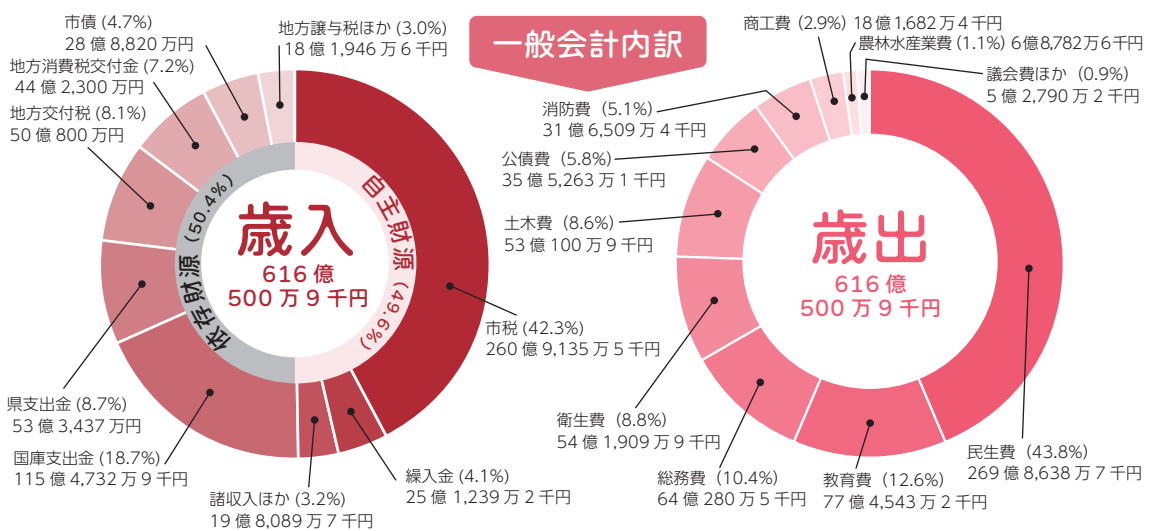 一般会計内訳
市債 (4.7%)
28 億 8,820 万円
地方譲与税ほか (3.0%)
18 億 1,946 万 6 千円
地方消費税交付金 (7.2%)
44 億 2,300 万円
地方交付税 (8.1%)
50 億 800 万円
依存財源 (50.4%)
自主財源 (49.6%)
歳入
616 億
500 万 9 千円
市税 (42.3%)
260 億 9,135 万 5 千円
県支出金 (8.7%)
53 億 3,437 万円
国庫支出金 (18.7%)
115 億 4,732 万 9 千円
諸収入ほか (3.2%)
19 億 8,089 万 7 千円
繰入金 (4.1%)
25 億 1,239 万 2 千円
商工費 (2.9%) 18 億 1,682 万 4 千円
農林水産業費 (1.1%) 6億 8,782 万 6 千円
議会費ほか (0.9%)
5 億 2,790 万 2 千円
消防費 (5.1%)
31 億 6,509 万 4 千円
公債費 (5.8%)
35 億 5,263 万 1 千円
土木費 (8.6%)
53 億 100 万 9 千円
歳出
616 億
500 万 9 千円
衛生費 (8.8%)
54 億 1,909 万 9 千円
総務費 (10.4%)
64 億 280 万 5 千円
教育費 (12.6%)
77 億 4,543 万 2 千円
民生費 (43.8%)
269 億 8,638 万 7 千円